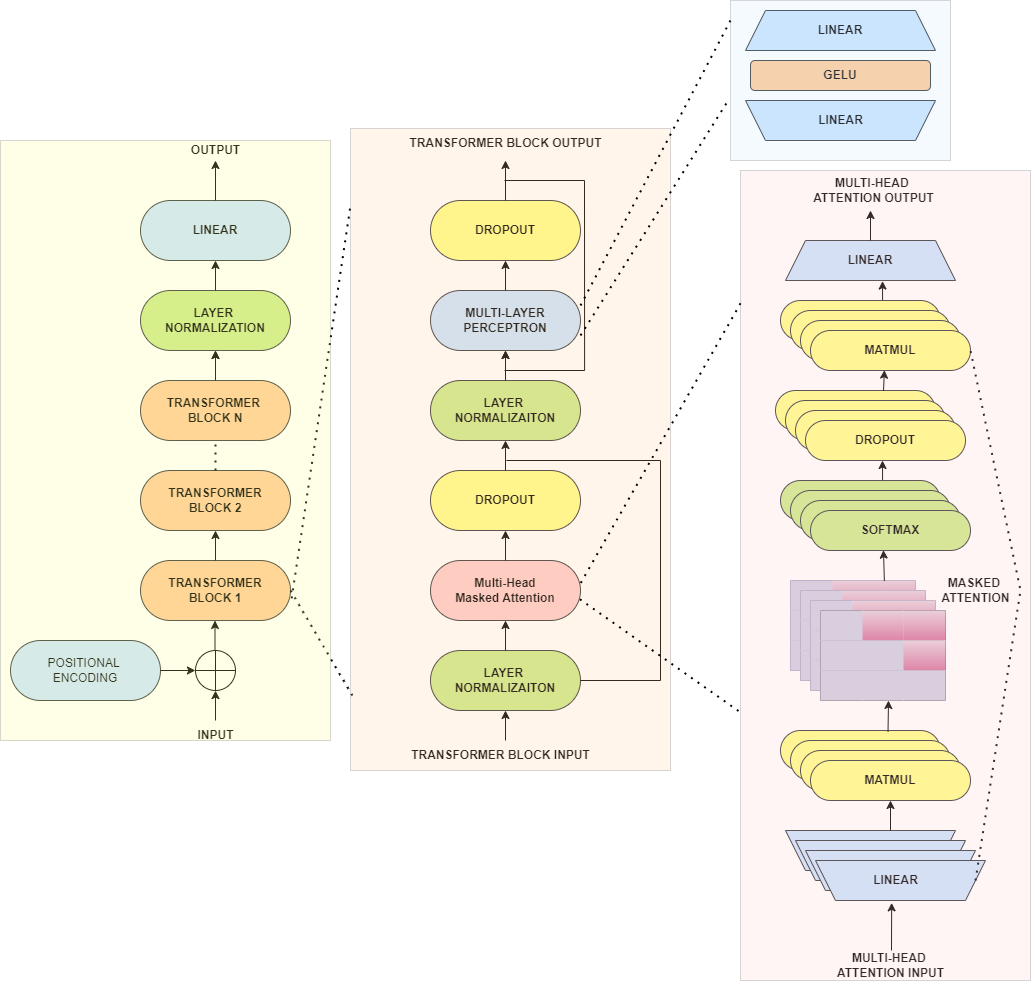 OUTPUT
LINEAR
LAYER
NORMALIZATION
TRANSFORMER
BLOCK N
TRANSFORMER
BLOCK 2
TRANSFORMER
BLOCK 1
POSITIONAL
ENCODING
INPUT
TRANSFORMER BLOCK OUTPUT
DROPOUT
MULTI-LAYER
PERCEPTRON
LAYER
NORMALIZAITON
DROPOUT
Multi-Head
Masked Attention
LAYER
NORMALIZAITON
TRANSFORMER BLOCK INPUT
LINEAR
GELU
LINEAR
MULTI-HEAD
ATTENTION OUTPUT
LINEAR
MATMUL
DROPOUT
SOFTMAX
MASKED
ATTENTION
MATMUL
LINEAR
MULTI-HEAD
ATTENTION INPUT